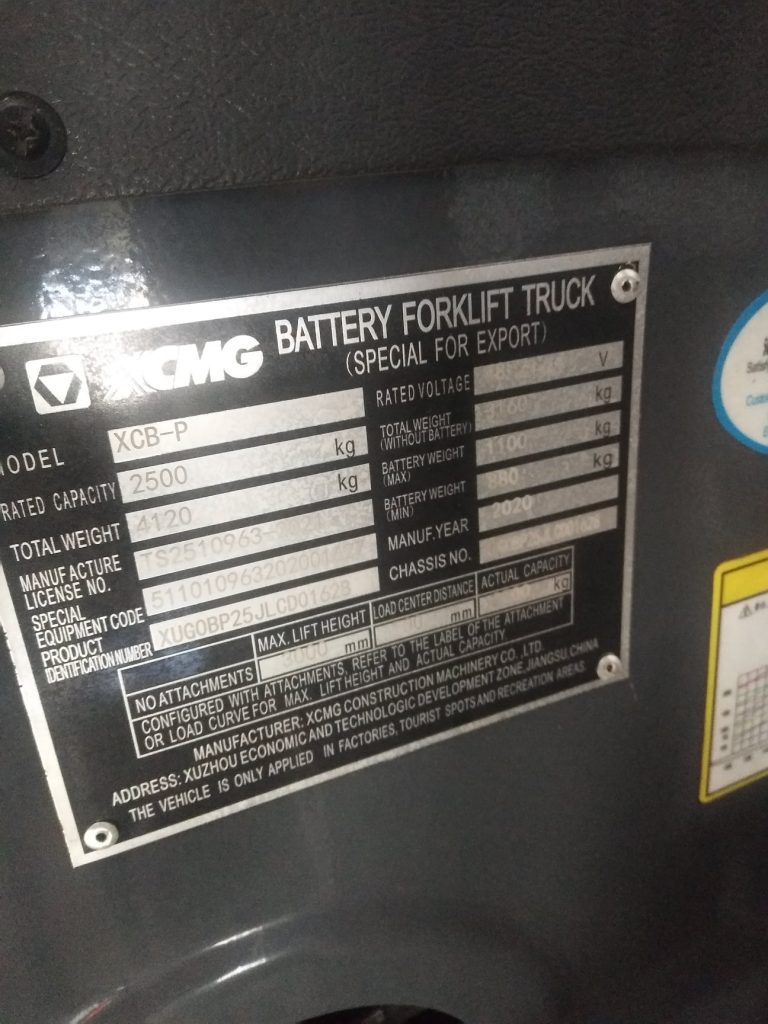 XCMG BATTERY FORKLIFT TRUCK
(SPECIAL FOR EXPORT)
MODEL XCB-P
RATED CAPACITY 2500 kg
TOTAL WEIGHT 4120 kg
MANUFACTURE LICENSE NO. TS2510963-
SPECIAL EQUIPMENT CODE
PRODUCT IDENTIFICATION NUMBER XUG0BP25JLCD01628
RATED VOLTAGE V
TOTAL WEIGHT (WITHOUT BATTERY) kg
BATTERY WEIGHT (MAX) 1100 kg
BATTERY WEIGHT (MIN) 880 kg
MANUF.YEAR 2020
CHASSIS NO.
MAX. LIFT HEIGHT LOAD CENTER DISTANCE ACTUAL CAPACITY
NO ATTACHMENTS 3000 mm mm kg
CONFIGURED WITH ATTACHMENTS, REFER TO THE LABEL OF THE ATTACHMENT
OR LOAD CURVE FOR MAX. LIFT HEIGHT AND ACTUAL CAPACITY.
MANUFACTURER: XCMG CONSTRUCTION MACHINERY CO., LTD.
ADDRESS: XUZHOU ECONOMIC AND TECHNOLOGIC DEVELOPMENT ZONE, JIANGSU, CHINA
THE VEHICLE IS ONLY APPLIED IN FACTORIES, TOURIST SPOTS AND RECREATION AREAS